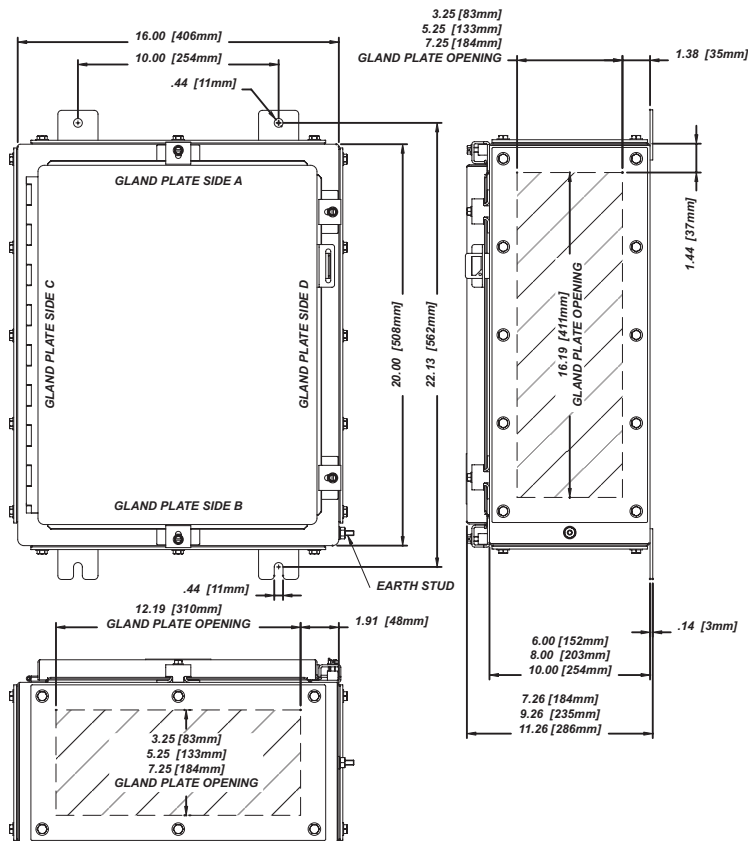 16.00 [406mm]
10.00 [254mm]
.44 [11mm]
3.25 [83mm]
5.25 [133mm]
7.25 [184mm]
GLAND PLATE OPENING
1.38 [35mm]
GLAND PLATE SIDE A
GLAND PLATE SIDE C
GLAND PLATE SIDE D
GLAND PLATE SIDE B
20.00 [508mm]
22.13 [562mm]
16.19 [411mm]
GLAND PLATE OPENING
1.44 [37mm]
EARTH STUD
.44 [11mm]
12.19 [310mm]
GLAND PLATE OPENING
1.91 [48mm]
.14 [3mm]
6.00 [152mm]
8.00 [203mm]
10.00 [254mm]
7.26 [184mm]
9.26 [235mm]
11.26 [286mm]
3.25 [83mm]
5.25 [133mm]
7.25 [184mm]
GLAND PLATE OPENING